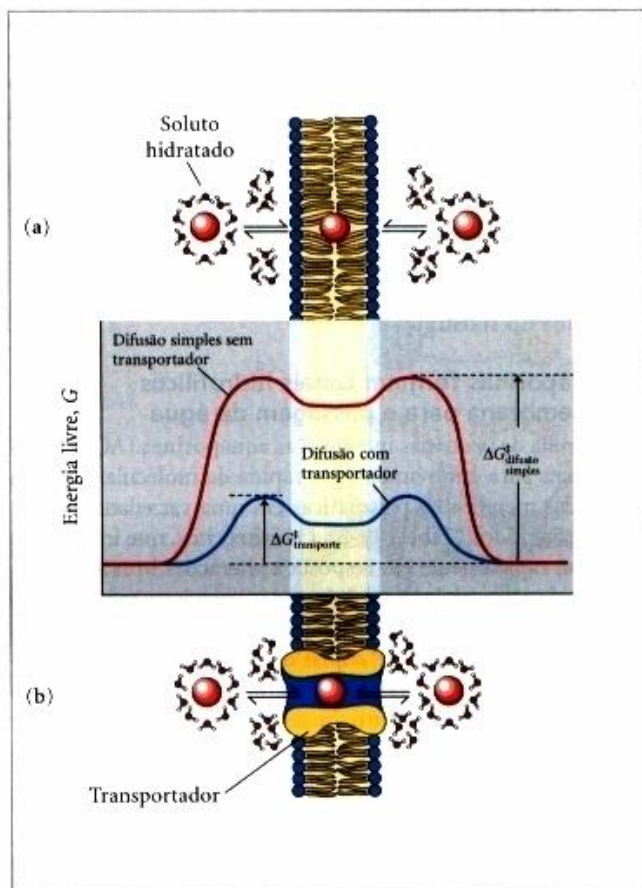 Soluto
hidratado
(a)
Difusão simples sem
transportador
Energia livre, G
Difusão com
transportador
ΔG‡difusão simples
ΔG‡transporte
(b)
Transportador